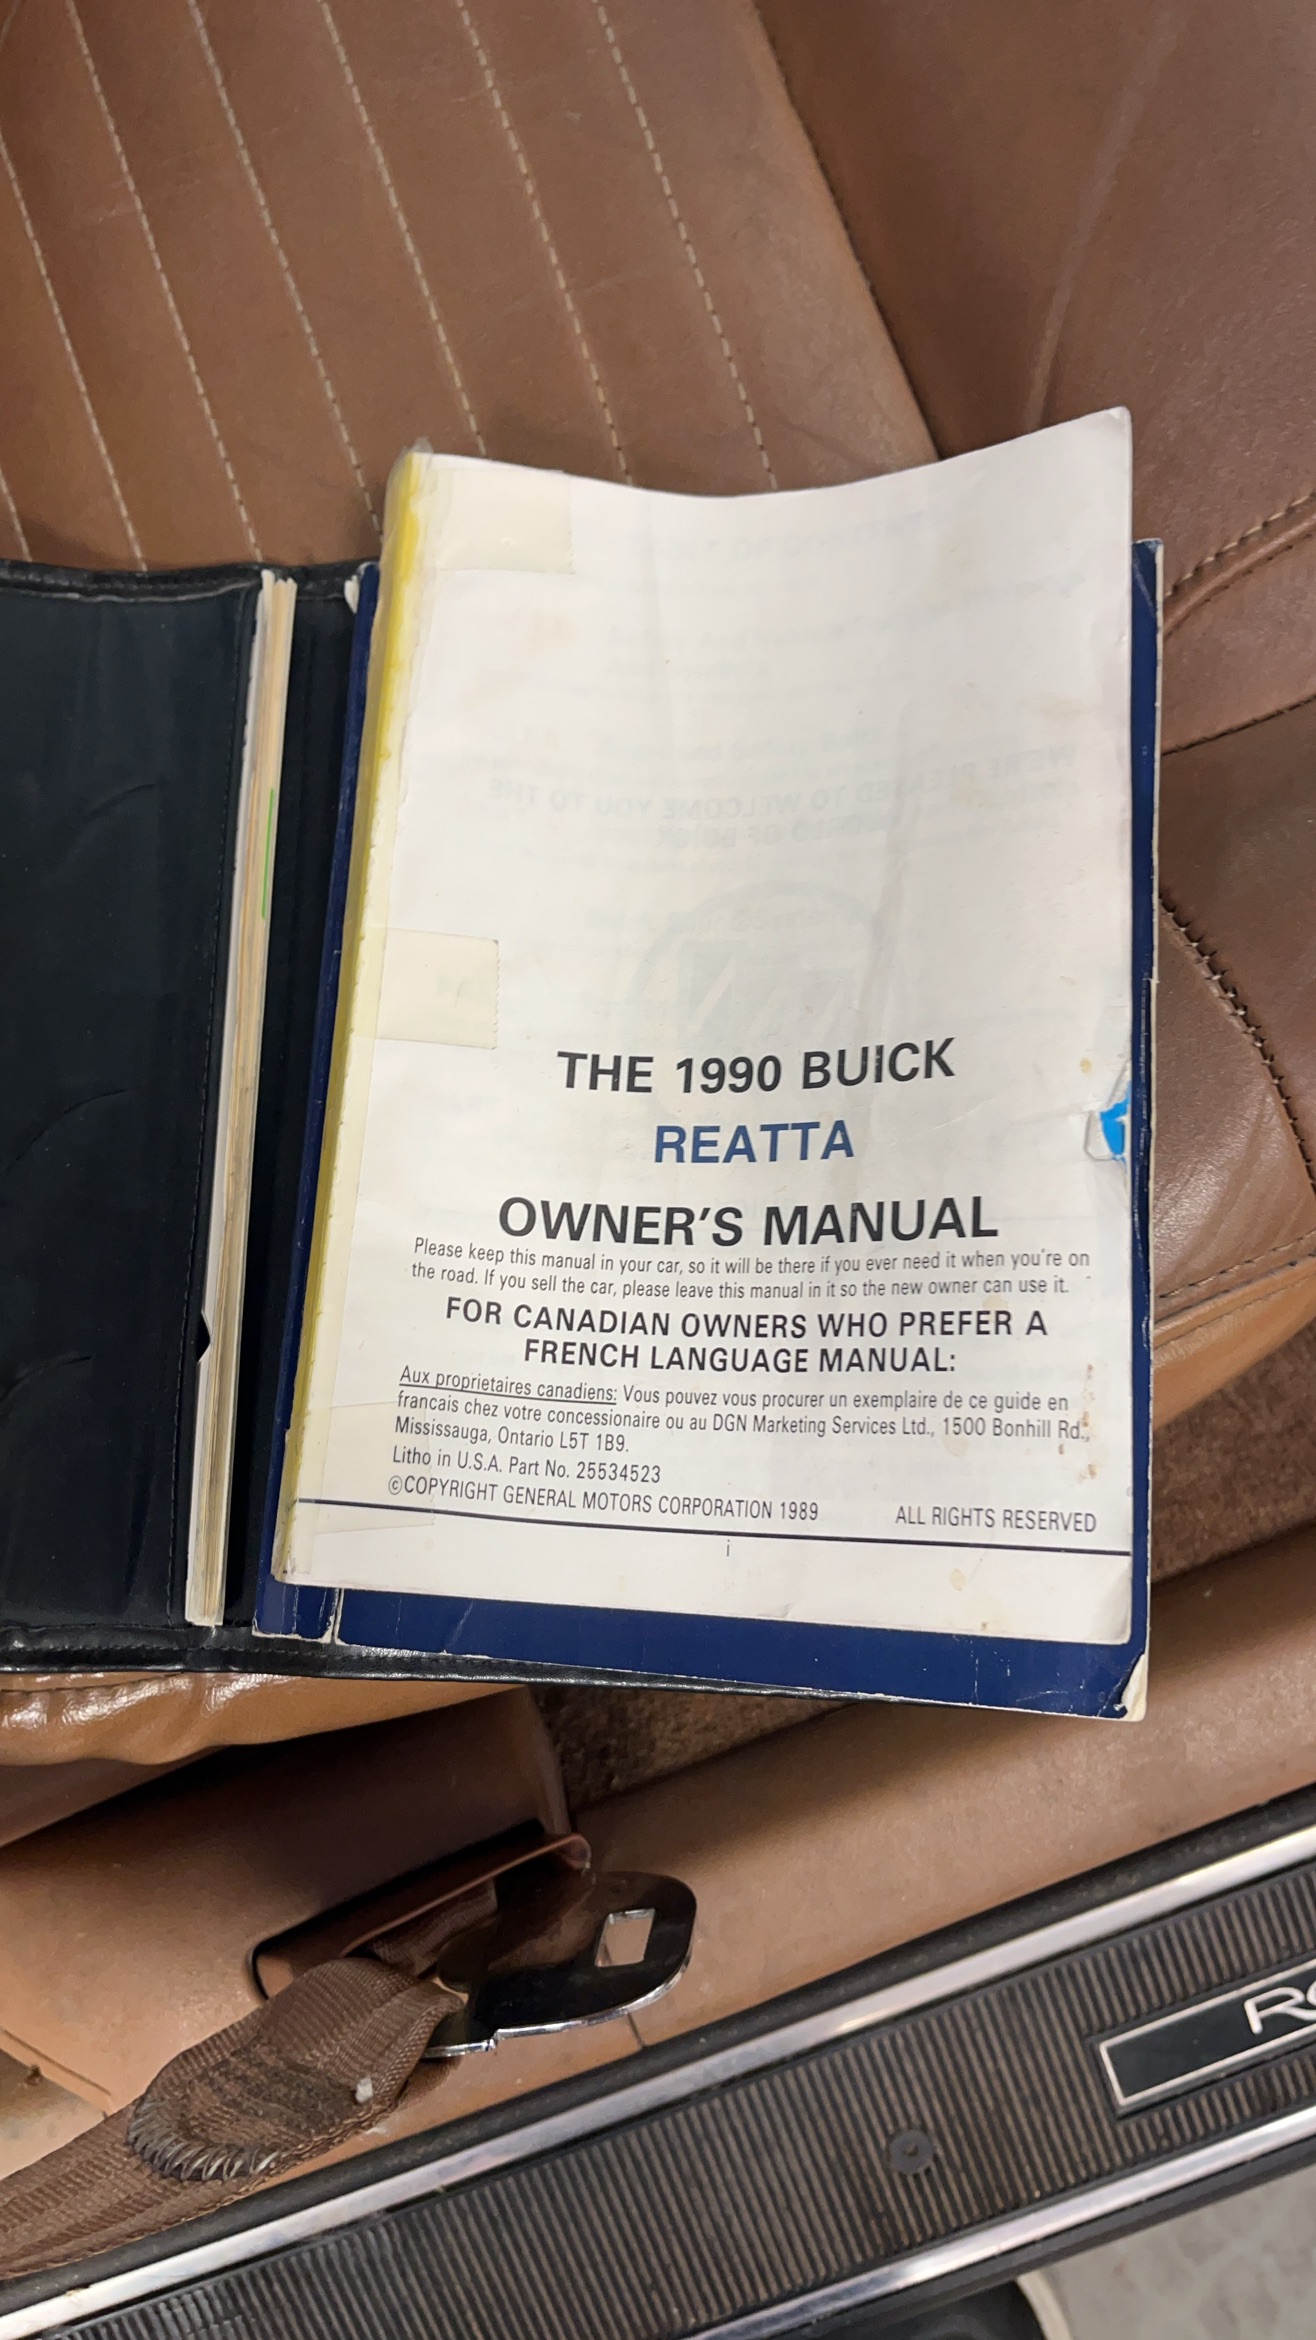 THE 1990 BUICK
REATTA
OWNER'S MANUAL
Please keep this manual in your car, so it will be there if you ever need it when you're on
the road. If you sell the car, please leave this manual in it so the new owner can use it.
FOR CANADIAN OWNERS WHO PREFER A
FRENCH LANGUAGE MANUAL:
Aux proprietaires canadiens: Vous pouvez vous procurer un exemplaire de ce guide en
francais chez votre concessionaire ou au DGN Marketing Services Ltd., 1500 Bonhill Rd.,
Mississauga, Ontario L5T 1B9.
Litho in U.S.A. Part No. 25534523
©COPYRIGHT GENERAL MOTORS CORPORATION 1989 ALL RIGHTS RESERVED
i